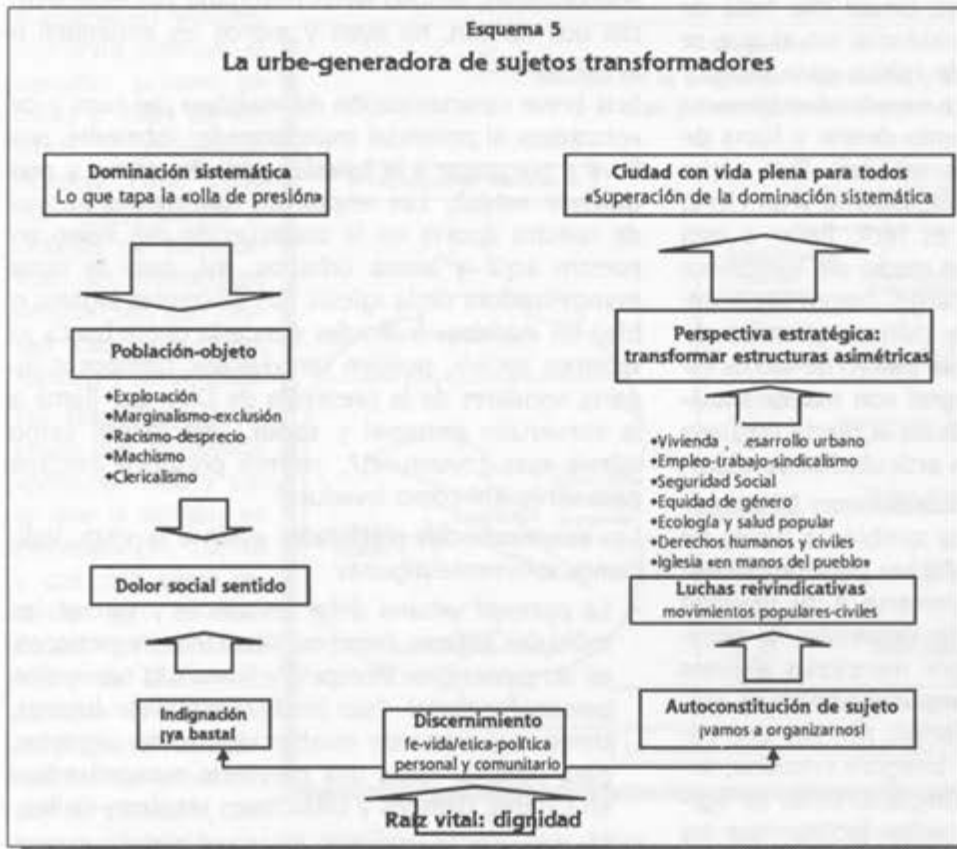 Esquema 5
La urbe-generadora de sujetos transformadores
Dominación sistemática
Lo que tapa la «olla de presión»
Población-objeto
•Explotación
•Marginalismo-exclusión
•Racismo-desprecio
•Machismo
•Clericalismo
Dolor social sentido
Indignación
¡ya basta!
Discernimiento
fe-vida/etica-política
personal y comunitario
Raíz vital: dignidad
Ciudad con vida plena para todos
«Superación de la dominación sistemática
Perspectiva estratégica:
transformar estructuras asimétricas
•Vivienda esarrollo urbano
•Empleo-trabajo-sindicalismo
•Seguridad Social
•Equidad de género
•Ecología y salud popular
•Derechos humanos y civiles
•Iglesia «en manos del pueblo»
Luchas reivindicativas
movimientos populares-civiles
Autoconstitución de sujeto
¡vamos a organizarnos!